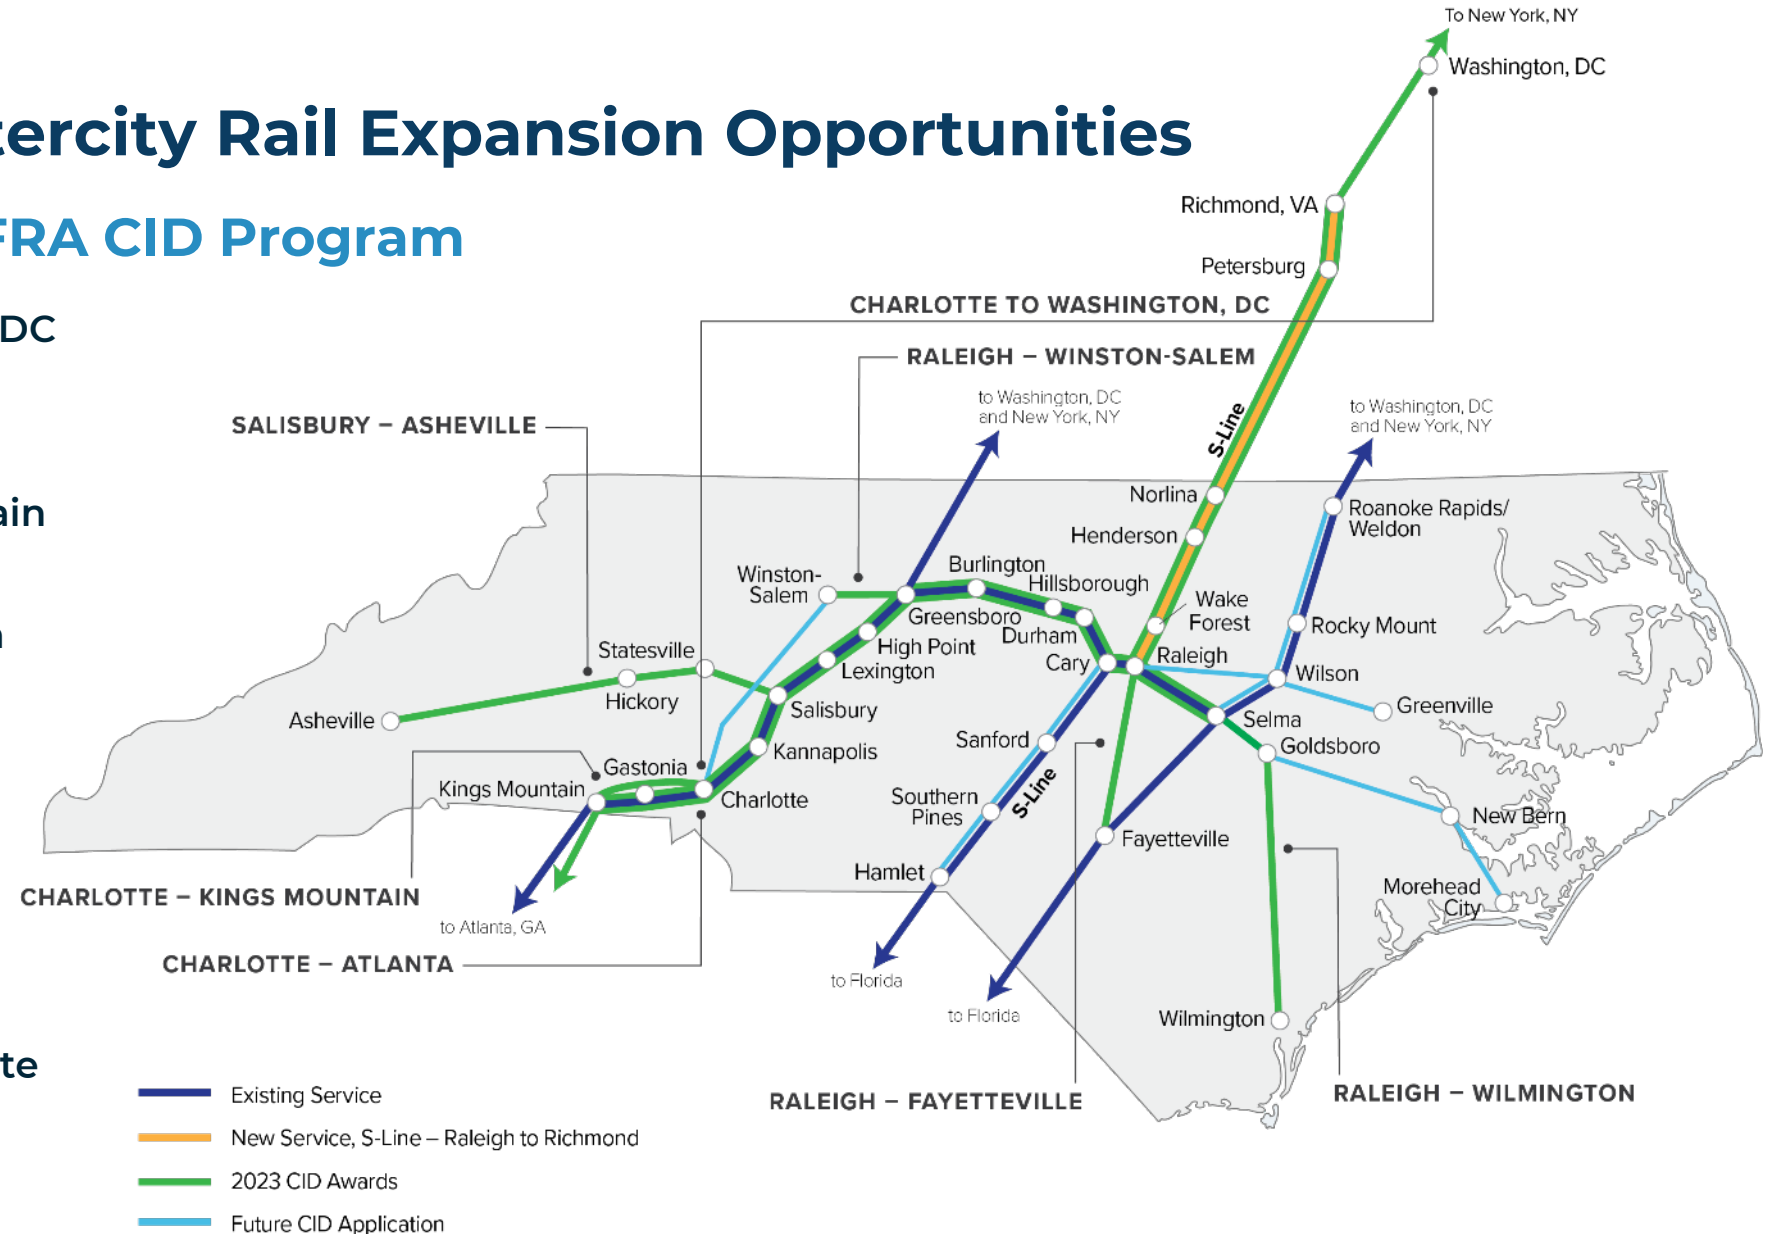 To New York, NY
Washington, DC
tercity Rail Expansion Opportunities
FRA CID Program
DC
ain
te
Richmond, VA
Petersburg
CHARLOTTE TO WASHINGTON, DC
RALEIGH – WINSTON-SALEM
to Washington, DC
and New York, NY
to Washington, DC
and New York, NY
SALISBURY – ASHEVILLE
S-Line
Norlina
Henderson
Roanoke Rapids/
Weldon
Winston-
Salem
Burlington
Hillsborough
Greensboro
Durham
High Point
Lexington
Wake
Forest
Rocky Mount
Cary
Raleigh
Wilson
Statesville
Hickory
Asheville
Salisbury
Greenville
Selma
Sanford
Goldsboro
Kannapolis
Gastonia
Kings Mountain
Charlotte
Southern
Pines
S-Line
New Bern
Fayetteville
Hamlet
Morehead
City
CHARLOTTE – KINGS MOUNTAIN
to Atlanta, GA
CHARLOTTE – ATLANTA
to Florida
to Florida
Wilmington
RALEIGH – FAYETTEVILLE
RALEIGH – WILMINGTON
Existing Service
New Service, S-Line – Raleigh to Richmond
2023 CID Awards
Future CID Application